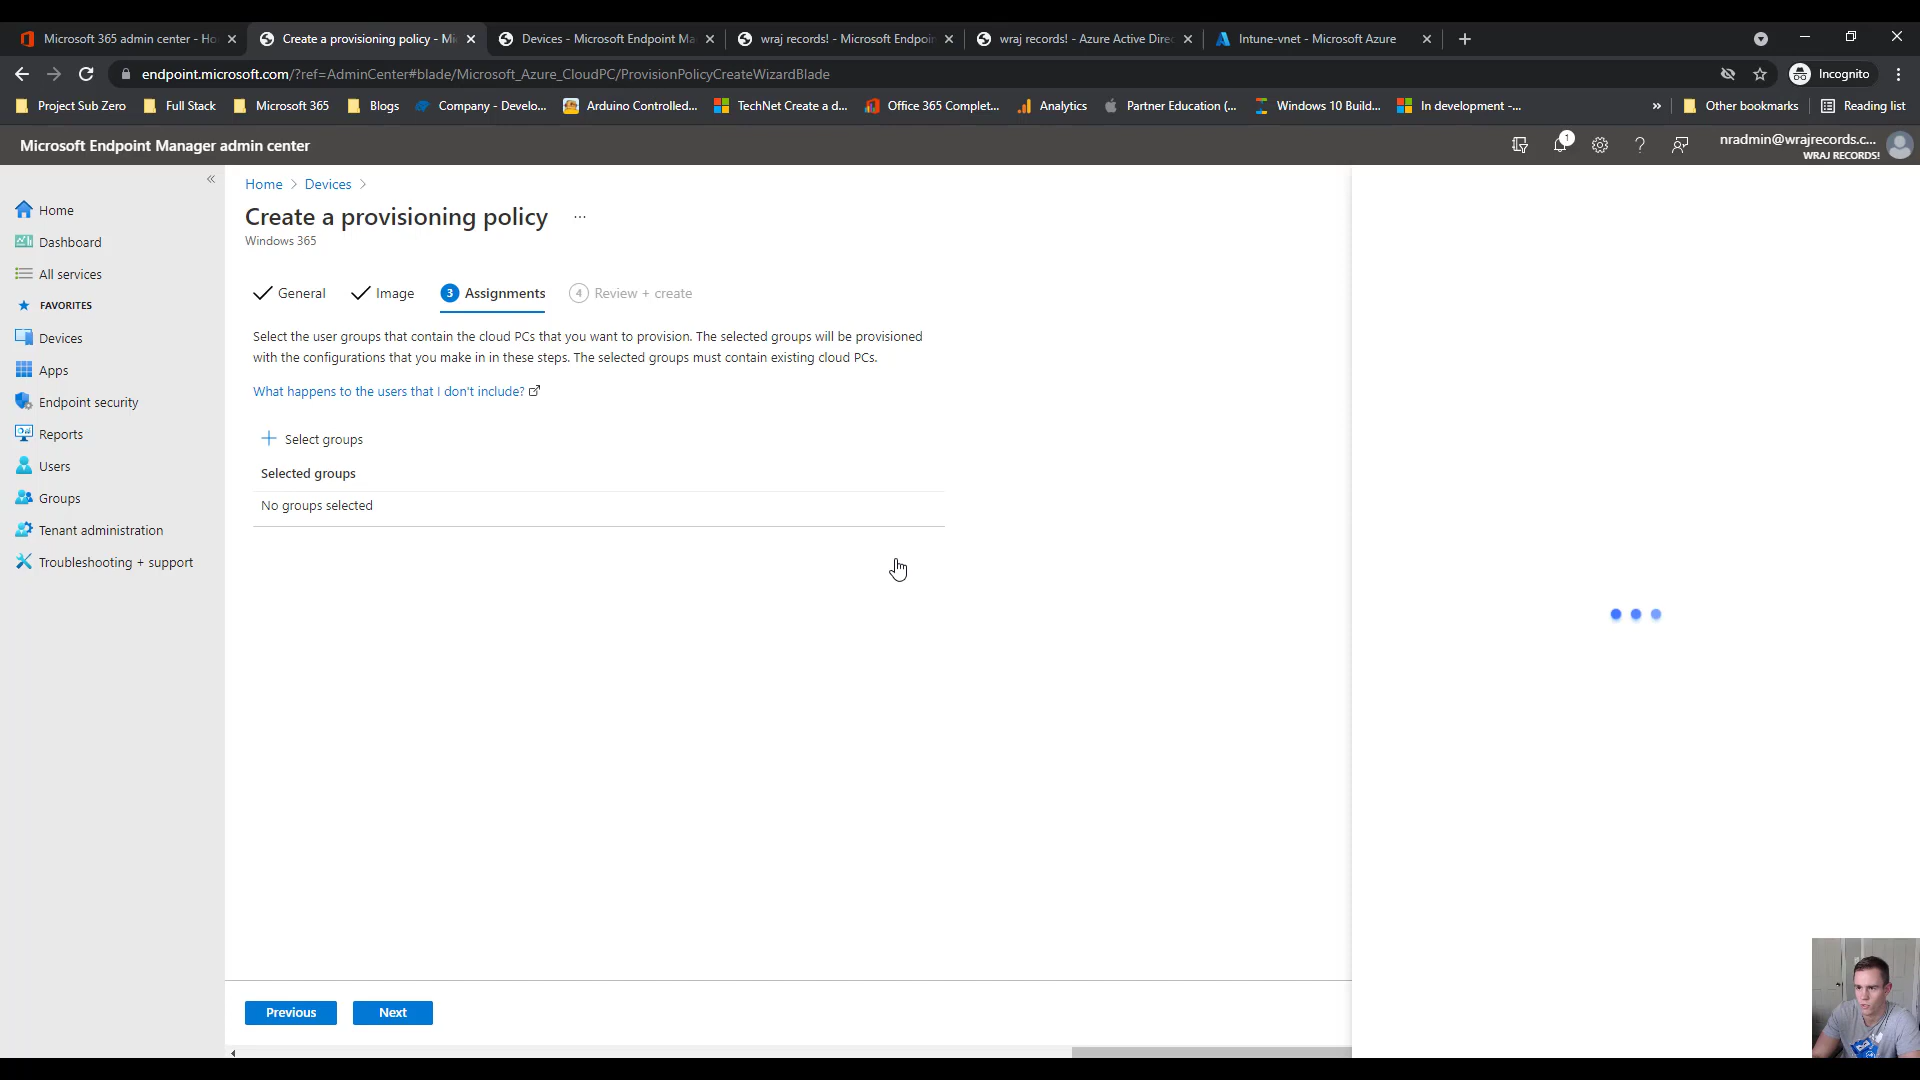 Microsoft 365 admin center - Ho
Create a provisioning policy - Mi
Devices - Microsoft Endpoint Ma
wraj records! - Microsoft Endpoin
wraj records! - Azure Active Direc
Intune-vnet - Microsoft Azure
endpoint.microsoft.com/?ref=AdminCenter#blade/Microsoft_Azure_CloudPC/ProvisionPolicyCreateWizardBlade
Incognito
Project Sub Zero
Full Stack
Microsoft 365
Blogs
Company - Develo...
Arduino Controlled...
TechNet Create a d...
Office 365 Complet...
Analytics
Partner Education (...
Windows 10 Build...
In development -...
»
Other bookmarks
Reading list
Microsoft Endpoint Manager admin center
1
nradmin@wrajrecords.c...
WRAJ RECORDS!
«
Home
Dashboard
All services
FAVORITES
Devices
Apps
Endpoint security
Reports
Users
Groups
Tenant administration
Troubleshooting + support
Home > Devices >
Create a provisioning policy ...
Windows 365
General
Image
3 Assignments
4 Review + create
Select the user groups that contain the cloud PCs that you want to provision. The selected groups will be provisioned
with the configurations that you make in in these steps. The selected groups must contain existing cloud PCs.
What happens to the users that I don't include?
Select groups
Selected groups
No groups selected
Previous
Next